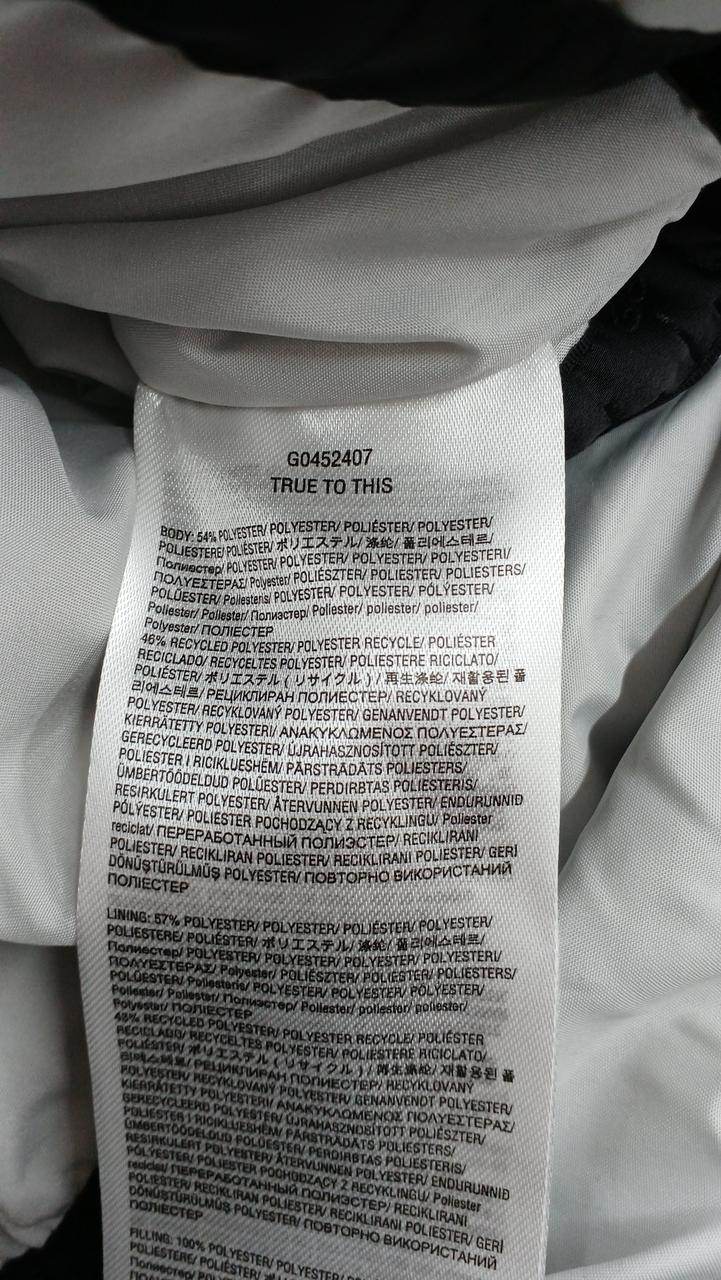 G0452407
TRUE TO THIS
BODY: 54% POLYESTER/ POLYESTER/ POLIÉSTER/ POLYESTER/
POLIESTERE/ POLIÉSTER/ ポリエステル/ 涤纶/ 폴리에스테르/
Полиестер/ POLYESTER/ POLYESTER/ POLYESTER/ POLYESTERI/
ΠΟΛΥΕΣΤΕΡΑΣ/ Polyester/ POLIÉSZTER/ POLIESTER/ POLIESTERS/
POLÜESTER/ Poliesteris/ POLYESTER/ POLYESTER/ PÓLÝESTER/
Poliester/ Poliester/ Полиэстер/ Poliester/ poliester/ poliester/
Polyester/ ПОЛІЕСТЕР
46% RECYCLED POLYESTER/ POLYESTER RECYCLE/ POLIÉSTER
RECICLADO/ RECYCELTES POLYESTER/ POLIESTERE RICICLATO/
POLIÉSTER/ ポリエステル ( リサイクル ) / 再生涤纶/ 재활용된 폴
리에스테르/ РЕЦИКЛИРАН ПОЛИЕСТЕР/ RECYKLOVANÝ
POLYESTER/ RECYKLOVANÝ POLYESTER/ GENANVENDT POLYESTER/
KIERRÄTETTY POLYESTERI/ ΑΝΑΚΥΚΛΩΜΕΝΟΣ ΠΟΛΥΕΣΤΕΡΑΣ/
GERECYCLEERD POLYESTER/ ÚJRAHASZNOSÍTOTT POLIÉSZTER/
POLIESTER I RICIKLUESHËM/ PĀRSTRĀDĀTS POLIESTERS/
ÜMBERTÖÖDELDUD POLÜESTER/ PERDIRBTAS POLIESTERIS/
RESIRKULERT POLYESTER/ ÅTERVUNNEN POLYESTER/ ENDURUNNID
PÓLÝESTER/ POLIESTER POCHODZĄCY Z RECYKLINGU/ Poliester
reciclat/ ПЕРЕРАБОТАННЫЙ ПОЛИЭСТЕР/ RECIKLIRANI
POLIESTER/ RECIKLIRAN POLIESTER/ RECIKLIRANI POLIESTER/ GERİ
DÖNÜŞTÜRÜLMÜŞ POLYESTER/ ПОВТОРНО ВИКОРИСТАНИЙ
ПОЛІЕСТЕР
LINING: 57% POLYESTER/ POLYESTER/ POLIÉSTER/ POLYESTER/
POLIESTERE/ POLIÉSTER/ ポリエステル/ 涤纶/ 폴리에스테르/
Полиестер/ POLYESTER/ POLYESTER/ POLYESTER/ POLYESTERI/
ΠΟΛΥΕΣΤΕΡΑΣ/ Polyester/ POLIÉSZTER/ POLIESTER/ POLIESTERS/
POLÜESTER/ Poliesteris/ POLYESTER/ POLYESTER/ PÓLÝESTER/
Poliester/ Poliester/ Полиэстер/ Poliester/ poliester/ poliester/
Polyester/ ПОЛІЕСТЕР
43% RECYCLED POLYESTER/ POLYESTER RECYCLE/ POLIÉSTER
RECICLADO/ RECYCELTES POLYESTER/ POLIESTERE RICICLATO/
POLIÉSTER/ ポリエステル ( リサイクル ) / 再生涤纶/ 재활용된 폴
리에스테르/ РЕЦИКЛИРАН ПОЛИЕСТЕР/ RECYKLOVANÝ
POLYESTER/ RECYKLOVANÝ POLYESTER/ GENANVENDT POLYESTER/
KIERRÄTETTY POLYESTERI/ ΑΝΑΚΥΚΛΩΜΕΝΟΣ ΠΟΛΥΕΣΤΕΡΑΣ/
GERECYCLEERD POLYESTER/ ÚJRAHASZNOSÍTOTT POLIÉSZTER/
POLIESTER I RICIKLUESHËM/ PĀRSTRĀDĀTS POLIESTERS/
ÜMBERTÖÖDELDUD POLÜESTER/ PERDIRBTAS POLIESTERIS/
RESIRKULERT POLYESTER/ ÅTERVUNNEN POLYESTER/ ENDURUNNID
PÓLÝESTER/ POLIESTER POCHODZĄCY Z RECYKLINGU/ Poliester
reciclat/ ПЕРЕРАБОТАННЫЙ ПОЛИЭСТЕР/ RECIKLIRANI
POLIESTER/ RECIKLIRAN POLIESTER/ RECIKLIRANI POLIESTER/ GERİ
DÖNÜŞTÜRÜLMÜŞ POLYESTER/ ПОВТОРНО ВИКОРИСТАНИЙ
ПОЛІЕСТЕР
FILLING: 100% POLYESTER/ POLYESTER/
POLIESTERE/ POLIÉSTER/ ポリエステル/
Полиестер/ POLYESTER/